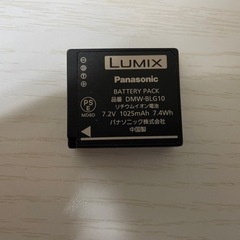 LUMIX
Panasonic
BATTERY PACK
品番 DMW-BLG10
リチウムイオン電池
7.2V 1025mAh 7.4Wh
パナソニック株式会社
中国製
PS
E